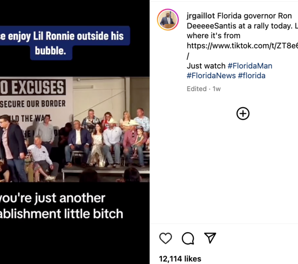 e enjoy Lil Ronnie outside his
bubble.
O EXCUSES
SECURE OUR BORDER
D THE WAR
you're just another
ablishment little bitch
jrgaillot Florida governor Ron
DeeeeeSantis at a rally today. L
where it's from
https://www.tiktok.com/t/ZT8e6
/
Just watch #FloridaMan
#FloridaNews #florida
Edited · 1w
12,114 likes